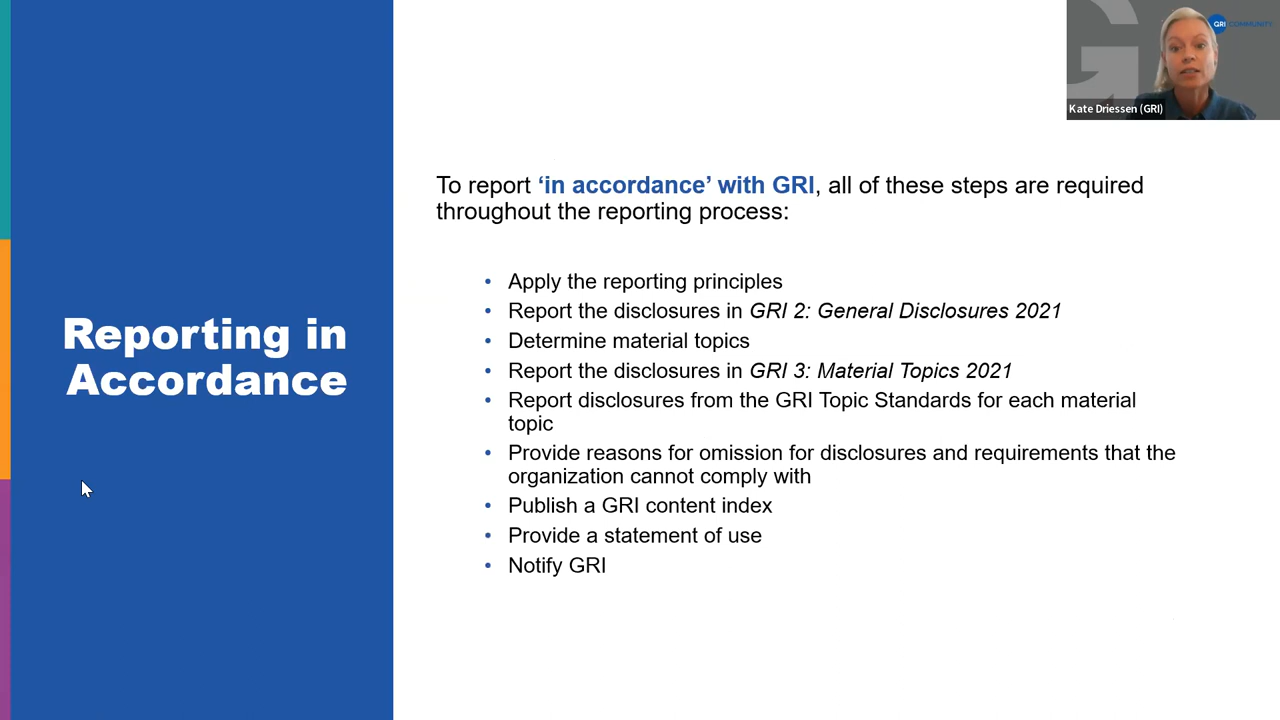 GRI COMMUNITY
Kate Driessen (GRI)
Reporting in
Accordance
To report ‘in accordance’ with GRI, all of these steps are required
throughout the reporting process:
• Apply the reporting principles
• Report the disclosures in GRI 2: General Disclosures 2021
• Determine material topics
• Report the disclosures in GRI 3: Material Topics 2021
• Report disclosures from the GRI Topic Standards for each material
topic
• Provide reasons for omission for disclosures and requirements that the
organization cannot comply with
• Publish a GRI content index
• Provide a statement of use
• Notify GRI